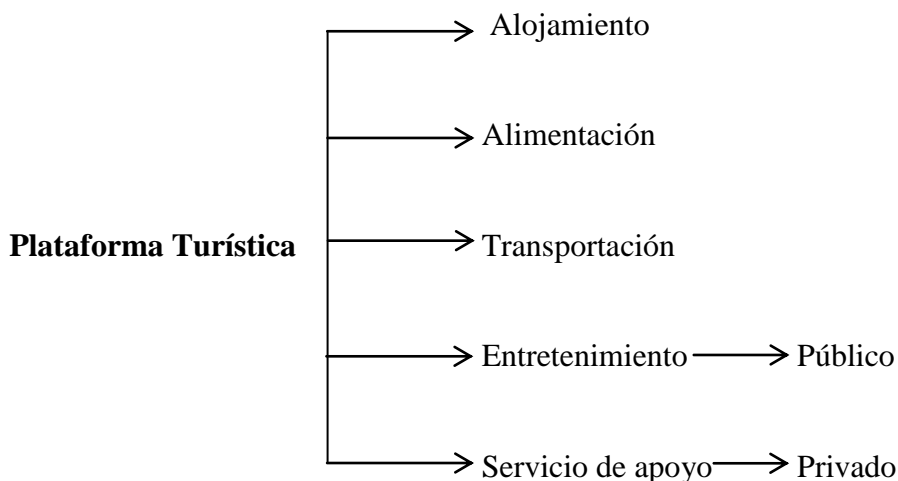 Alojamiento
Alimentación
Plataforma Turística
Transportación
Entretenimiento
Público
Servicio de apoyo
Privado